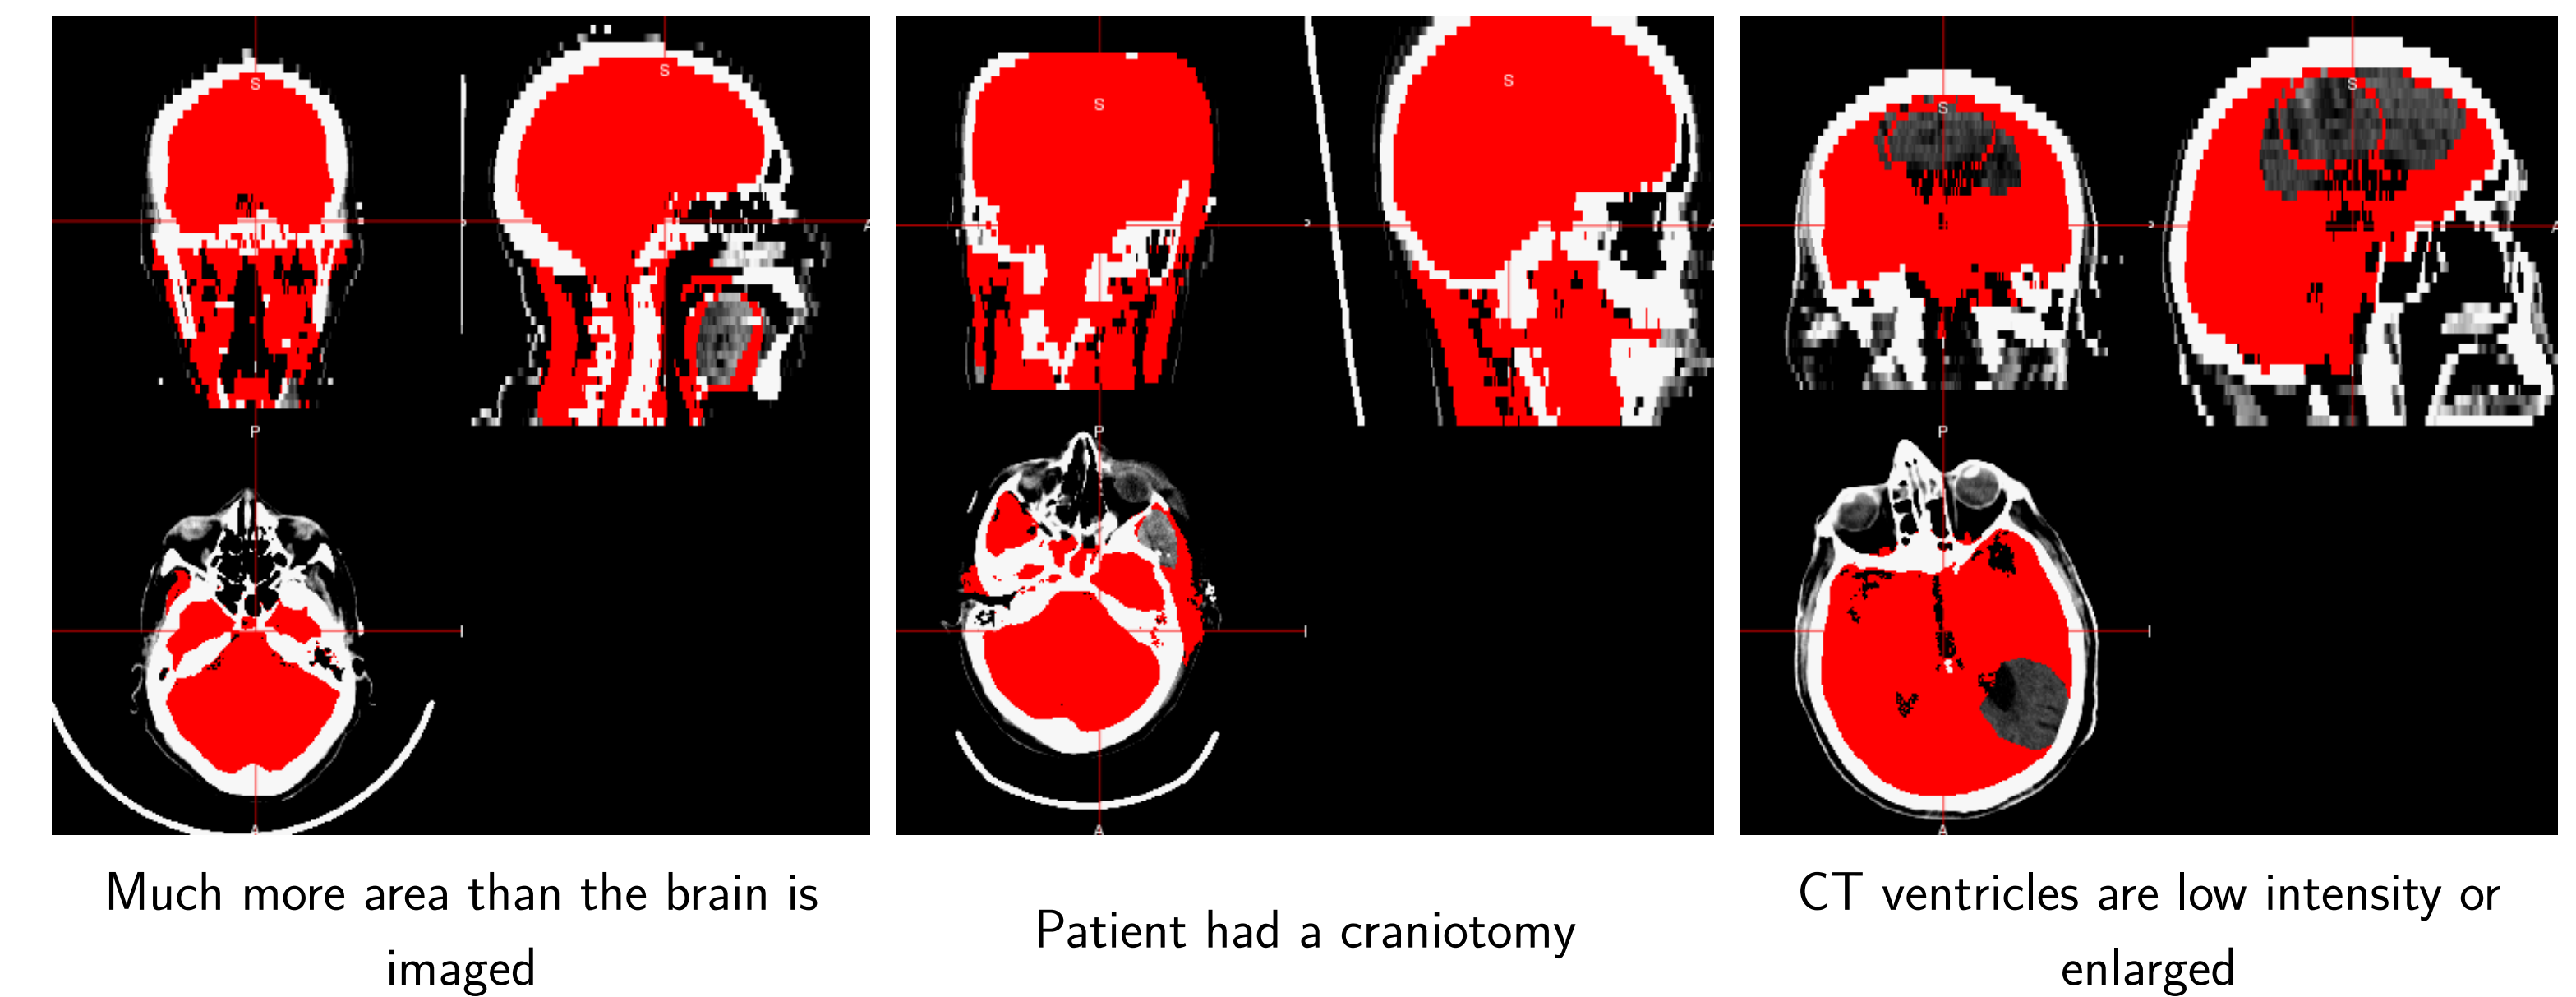 S
S
P
A
P
I
A
S
S
P
A
P
I
A
S
S
P
A
P
I
A
Much more area than the brain is
imaged
Patient had a craniotomy
CT ventricles are low intensity or
enlarged